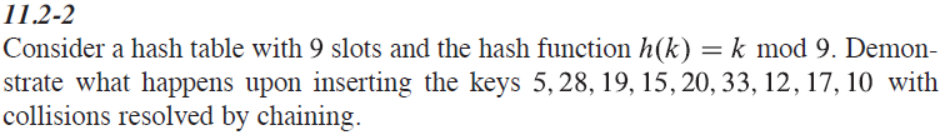 11.2-2
Consider a hash table with 9 slots and the hash function h(k) = k mod 9. Demon-
strate what happens upon inserting the keys 5, 28, 19, 15, 20, 33, 12, 17, 10 with
collisions resolved by chaining.